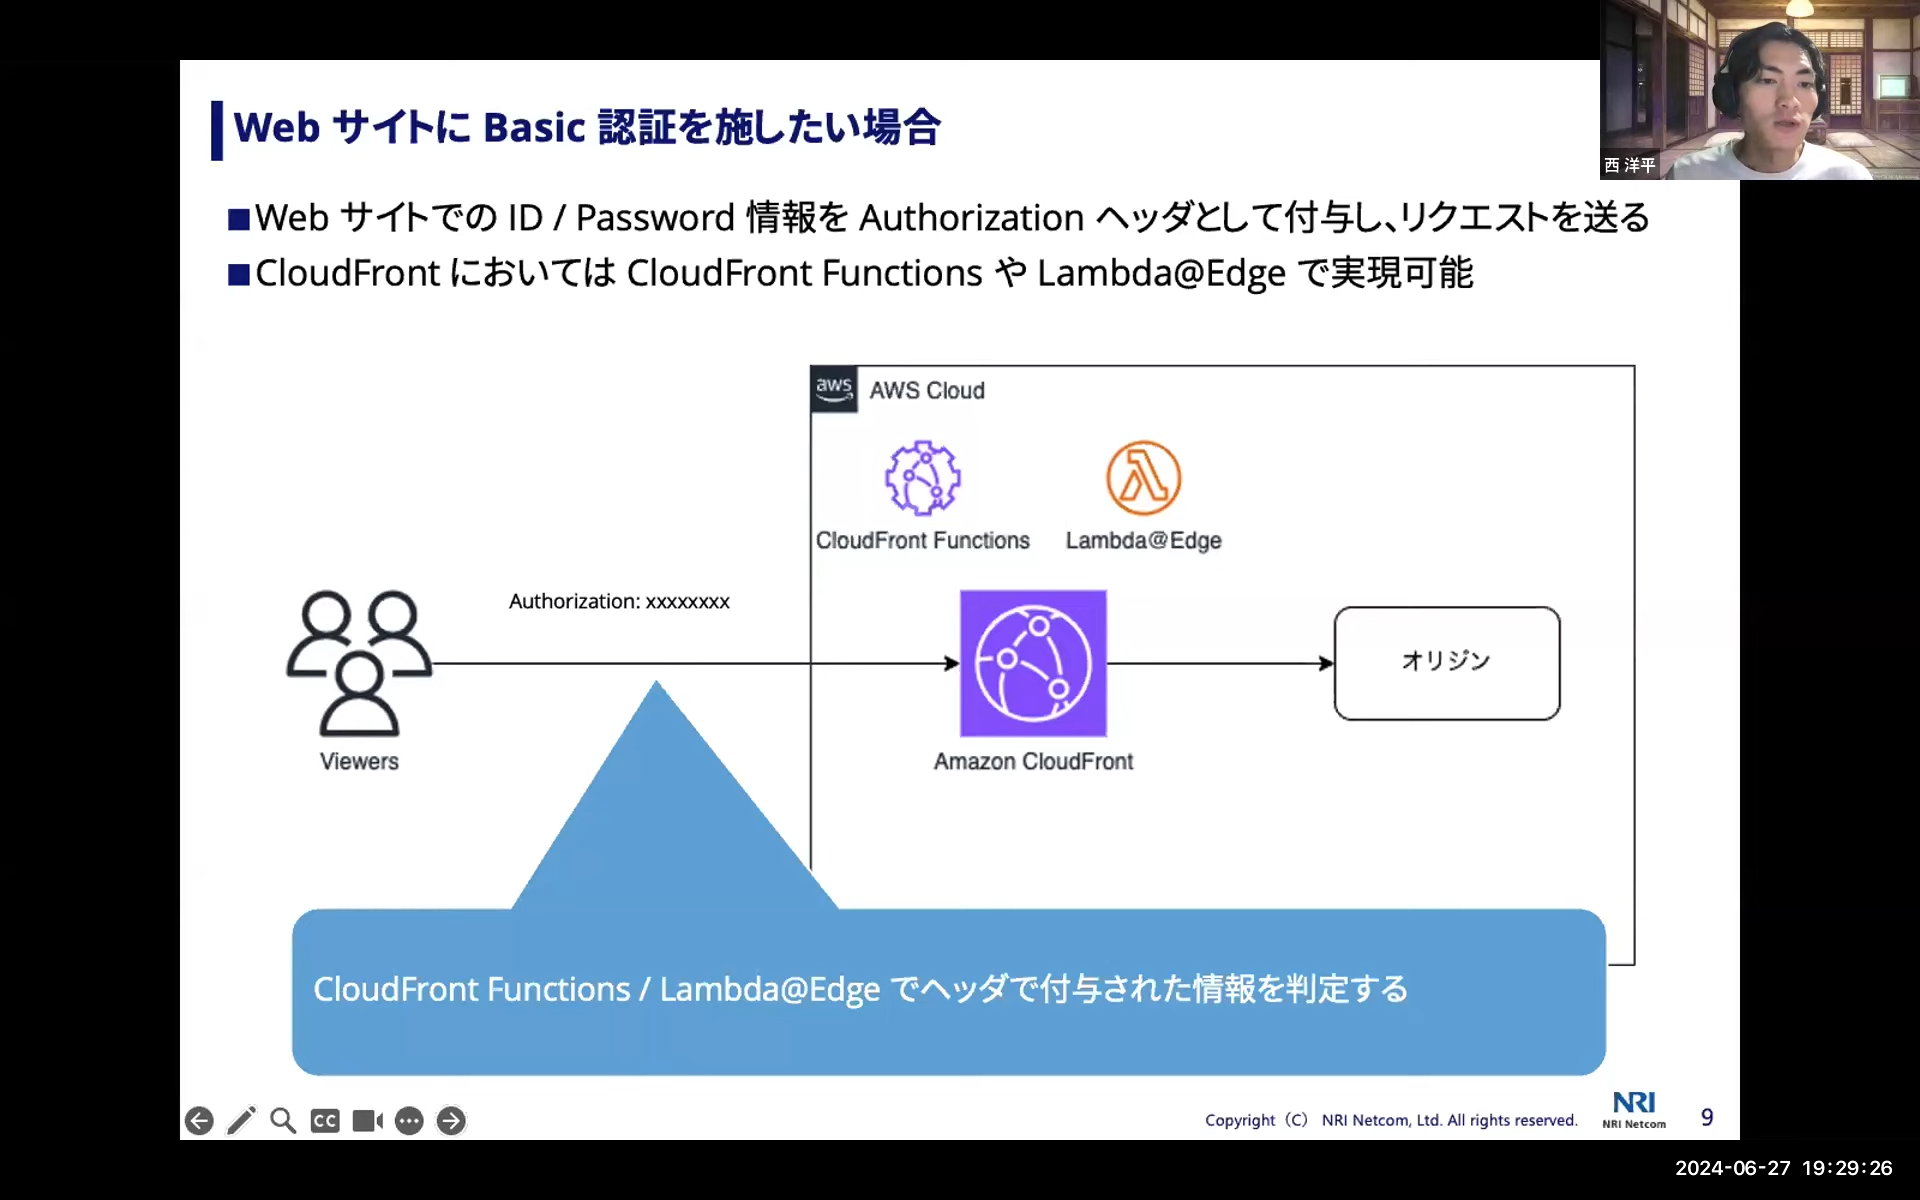 Web サイトに Basic 認証を施したい場合
西 洋平
■Web サイトでの ID / Password 情報を Authorization ヘッダとして付与し、リクエストを送る
■CloudFront においては CloudFront Functions や Lambda@Edge で実現可能
aws
AWS Cloud
CloudFront Functions
Lambda@Edge
Authorization: xxxxxxxx
オリジン
Viewers
Amazon CloudFront
CloudFront Functions / Lambda@Edge でヘッダで付与された情報を判定する
CC
Copyright（C） NRI Netcom, Ltd. All rights reserved.
NRI
NRI Netcom
9
2024-06-27 19:29:26